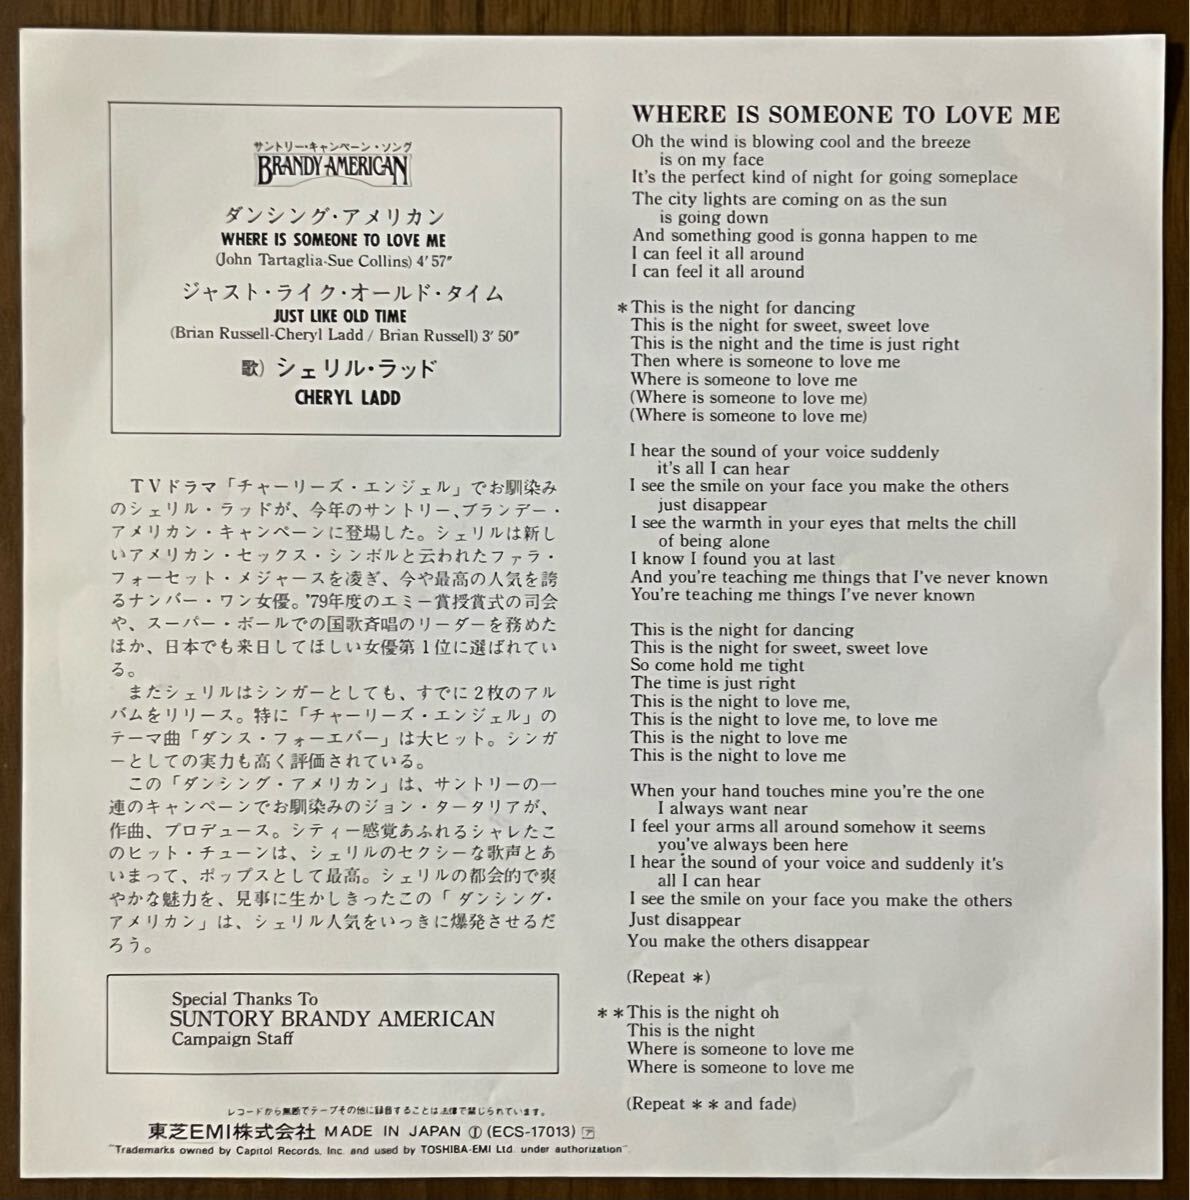 サントリー・キャンペーン・ソング
BRANDY AMERICAN
ダンシング・アメリカン
WHERE IS SOMEONE TO LOVE ME
(John Tartaglia-Sue Collins) 4'57"
ジャスト・ライク・オールド・タイム
JUST LIKE OLD TIME
(Brian Russell-Cheryl Ladd / Brian Russell) 3'50"
歌) シェリル・ラッド
CHERYL LADD
TVドラマ「チャーリーズ・エンジェル」でお馴染み
のシェリル・ラッドが、今年のサントリー、ブランデー・
アメリカン・キャンペーンに登場した。シェリルは新し
いアメリカン・セックス・シンボルと云われたファラ・
フォーセット・メジャースを凌ぎ、今や最高の人気を誇
るナンバー・ワン女優。'79年度のエミー賞授賞式の司会
や、スーパー・ボールでの国歌斉唱のリーダーを務めた
ほか、日本でも来日してほしい女優第1位に選ばれてい
る。
またシェリルはシンガーとしても、すでに2枚のアル
バムをリリース。特に「チャーリーズ・エンジェル」の
テーマ曲「ダンス・フォーエバー」は大ヒット。シンガ
ーとしての実力も高く評価されている。
この「ダンシング・アメリカン」は、サントリーの一
連のキャンペーンでお馴染みのジョン・タータリアが、
作曲、プロデュース。シティー感覚あふれるシャレたこ
のヒット・チューンは、シェリルのセクシーな歌声とあ
いまって、ポップスとして最高。シェリルの都会的で爽
やかな魅力を、見事に生かしきったこの「ダンシング・
アメリカン」は、シェリル人気をいっきに爆発させるだ
ろう。
Special Thanks To
SUNTORY BRANDY AMERICAN
Campaign Staff
レコードから無断でテープその他に録音することは法律で禁じられています。
東芝EMI株式会社 MADE IN JAPAN Ⓘ (ECS-17013) ア
"Trademarks owned by Capitol Records, Inc. and used by TOSHIBA-EMI Ltd. under authorization"
WHERE IS SOMEONE TO LOVE ME
Oh the wind is blowing cool and the breeze
is on my face
It's the perfect kind of night for going someplace
The city lights are coming on as the sun
is going down
And something good is gonna happen to me
I can feel it all around
I can feel it all around
*This is the night for dancing
This is the night for sweet, sweet love
This is the night and the time is just right
Then where is someone to love me
Where is someone to love me
(Where is someone to love me)
(Where is someone to love me)
I hear the sound of your voice suddenly
it's all I can hear
I see the smile on your face you make the others
just disappear
I see the warmth in your eyes that melts the chill
of being alone
I know I found you at last
And you're teaching me things that I've never known
You're teaching me things I've never known
This is the night for dancing
This is the night for sweet, sweet love
So come hold me tight
The time is just right
This is the night to love me,
This is the night to love me, to love me
This is the night to love me
This is the night to love me
When your hand touches mine you're the one
I always want near
I feel your arms all around somehow it seems
you've always been here
I hear the sound of your voice and suddenly it's
all I can hear
I see the smile on your face you make the others
Just disappear
You make the others disappear
(Repeat *)
**This is the night oh
This is the night
Where is someone to love me
Where is someone to love me
(Repeat ** and fade)